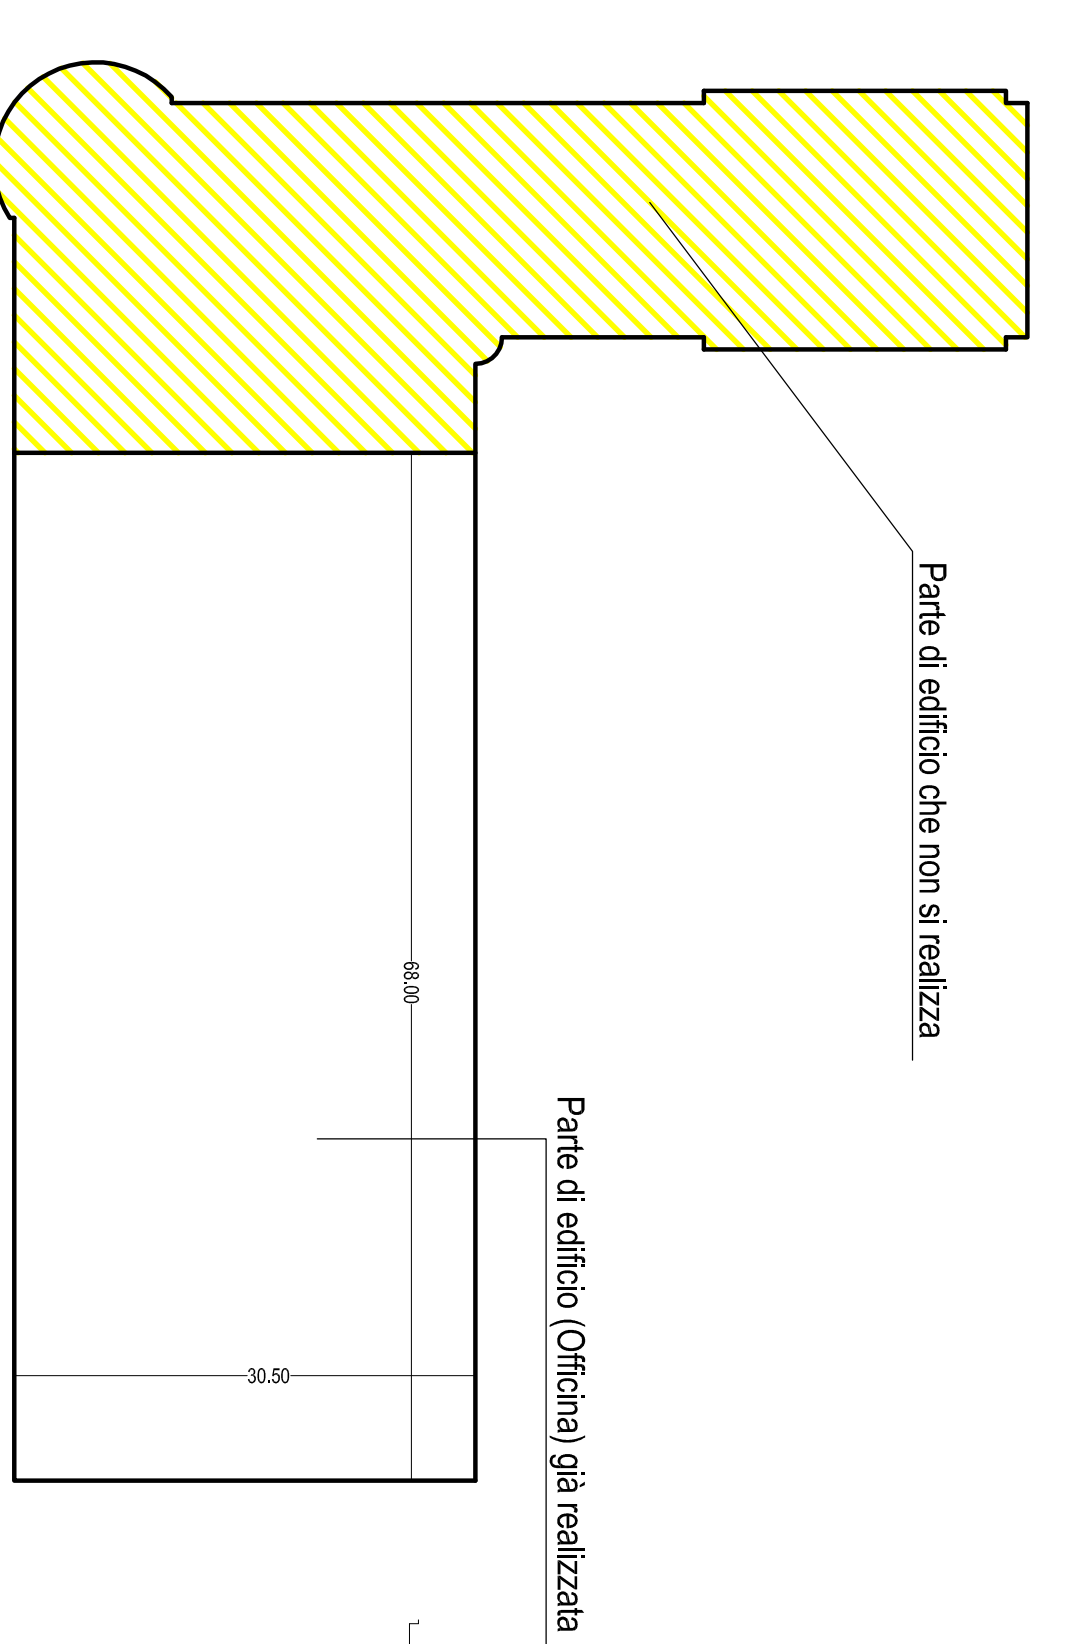 Parte di edificio che non si realizza
68.00
Parte di edificio (Officina) già realizzata
30.50